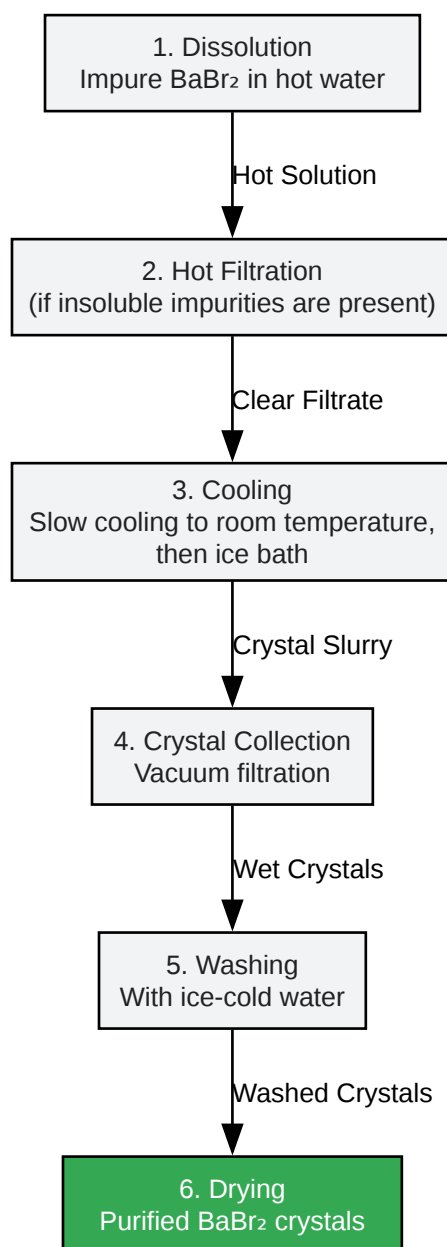 1. Dissolution
Impure BaBr₂ in hot water
Hot Solution
2. Hot Filtration
(if insoluble impurities are present)
Clear Filtrate
3. Cooling
Slow cooling to room temperature,
then ice bath
Crystal Slurry
4. Crystal Collection
Vacuum filtration
Wet Crystals
5. Washing
With ice-cold water
Washed Crystals
6. Drying
Purified BaBr₂ crystals